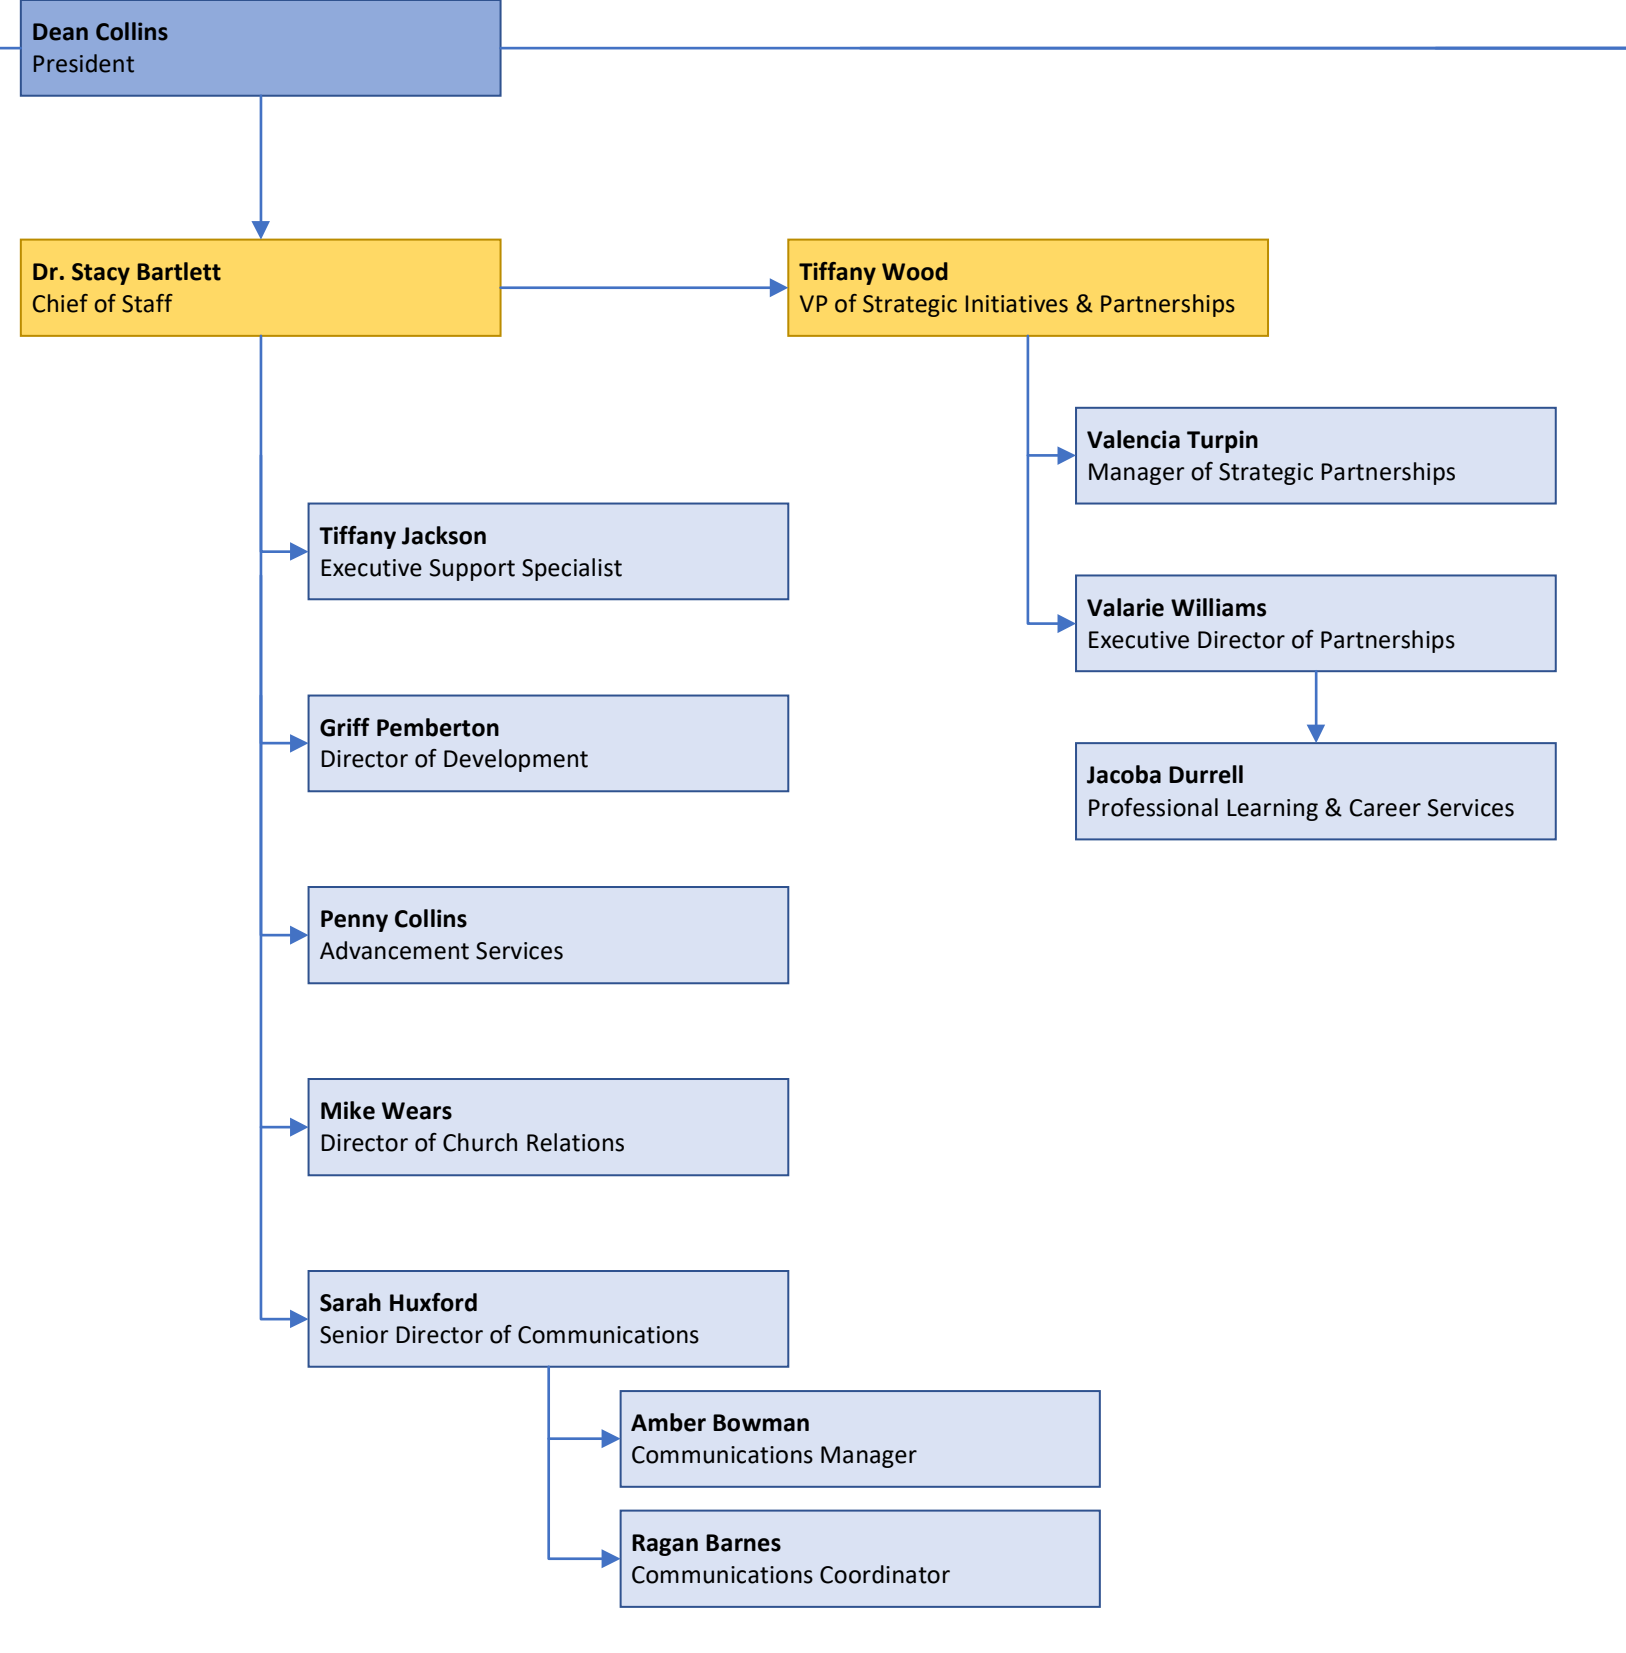 Dean Collins
President
Dr. Stacy Bartlett
Chief of Staff
Tiffany Wood
VP of Strategic Initiatives & Partnerships
Valencia Turpin
Manager of Strategic Partnerships
Tiffany Jackson
Executive Support Specialist
Valarie Williams
Executive Director of Partnerships
Griff Pemberton
Director of Development
Jacoba Durrell
Professional Learning & Career Services
Penny Collins
Advancement Services
Mike Wears
Director of Church Relations
Sarah Huxford
Senior Director of Communications
Amber Bowman
Communications Manager
Ragan Barnes
Communications Coordinator